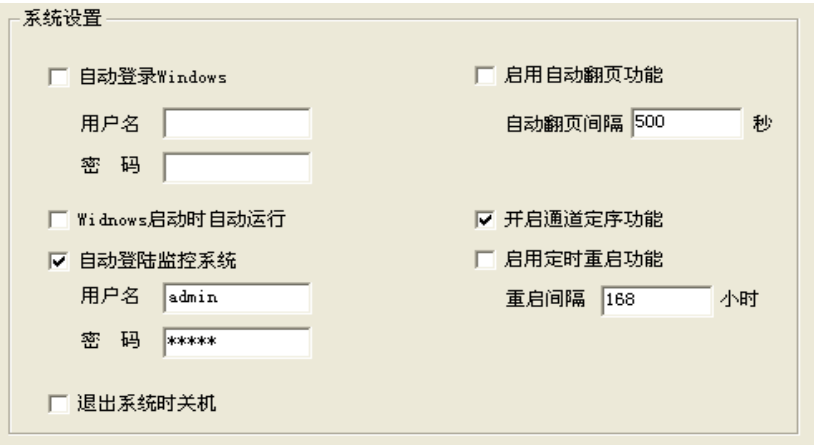 系统设置
自动登录Windows
用户名
密 码
Widnows启动时自动运行
自动登陆监控系统
用户名 admin
密 码 *****
退出系统时关机
启用自动翻页功能
自动翻页间隔 500 秒
开启通道定序功能
启用定时重启功能
重启间隔 168 小时